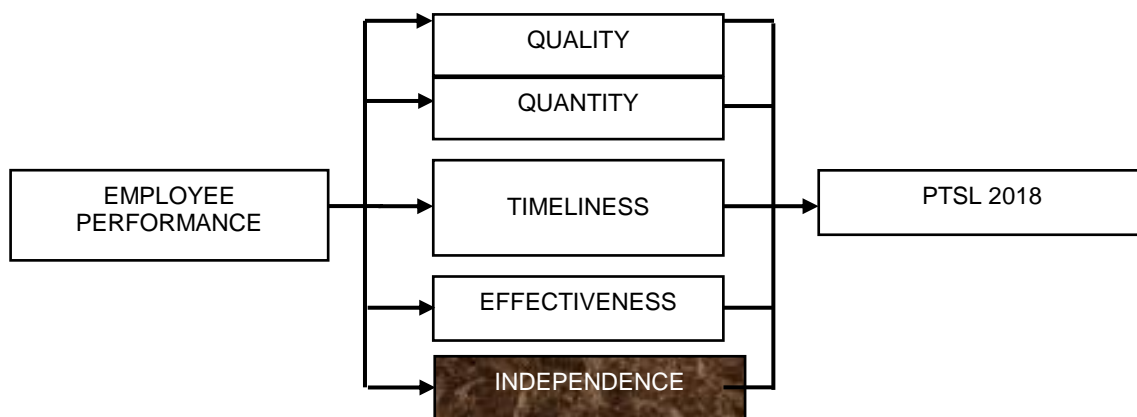 QUALITY
QUANTITY
EMPLOYEE
PERFORMANCE
TIMELINESS
PTSL 2018
EFFECTIVENESS
INDEPENDENCE